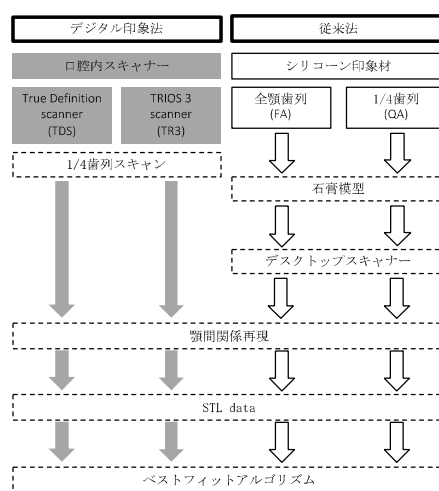 デジタル印象法
従来法
口腔内スキャナー
シリコーン印象材
True Definition
scanner
(TDS)
TRIOS 3
scanner
(TR3)
全顎歯列
(FA)
1/4歯列
(QA)
1/4歯列スキャン
石膏模型
デスクトップスキャナー
顎間関係再現
STL data
ベストフィットアルゴリズム